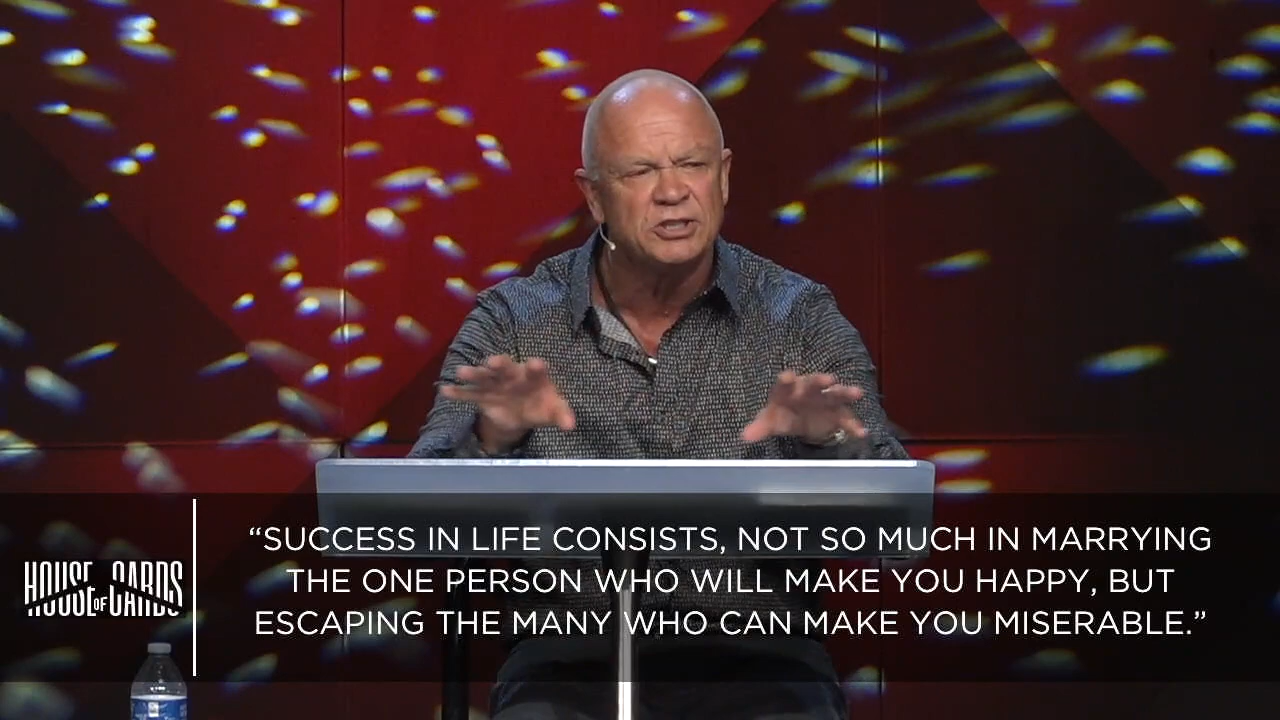 HOUSE OF CARDS
“SUCCESS IN LIFE CONSISTS, NOT SO MUCH IN MARRYING
THE ONE PERSON WHO WILL MAKE YOU HAPPY, BUT
ESCAPING THE MANY WHO CAN MAKE YOU MISERABLE.”